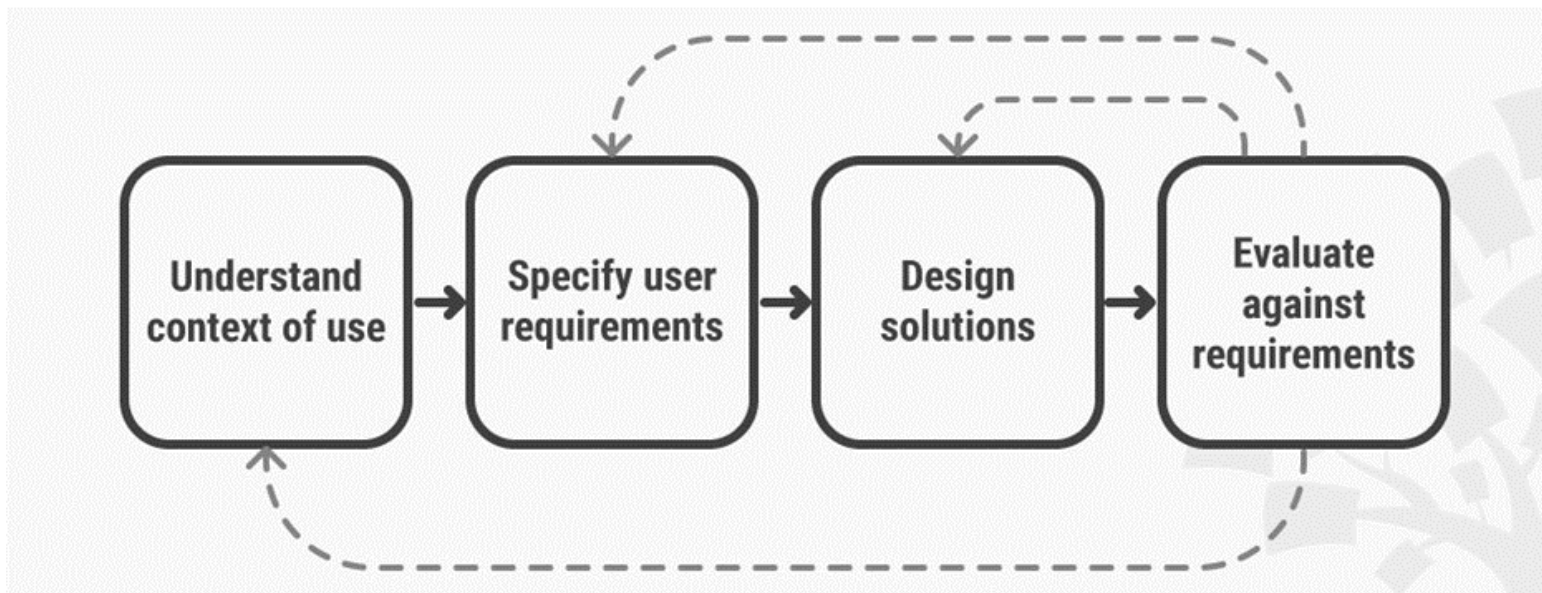 Understand
context of use
Specify user
requirements
Design
solutions
Evaluate
against
requirements